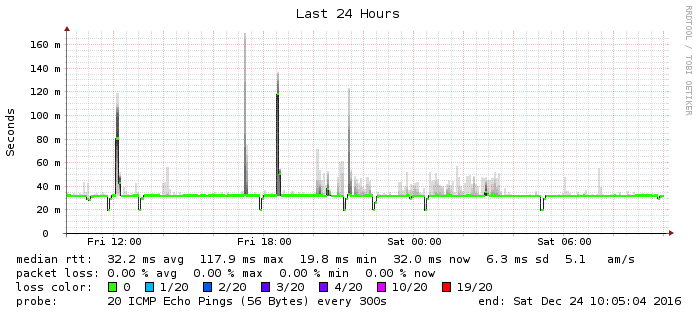 Last 24 Hours
RRDTOOL / TOBI OETIKER
Seconds
160 m
140 m
120 m
100 m
80 m
60 m
40 m
20 m
0
Fri 12:00 Fri 18:00 Sat 00:00 Sat 06:00
median rtt: 32.2 ms avg 117.9 ms max 19.8 ms min 32.0 ms now 6.3 ms sd 5.1 am/s
packet loss: 0.00 % avg 0.00 % max 0.00 % min 0.00 % now
loss color: 0 1/20 2/20 3/20 4/20 10/20 19/20
probe: 20 ICMP Echo Pings (56 Bytes) every 300s end: Sat Dec 24 10:05:04 2016